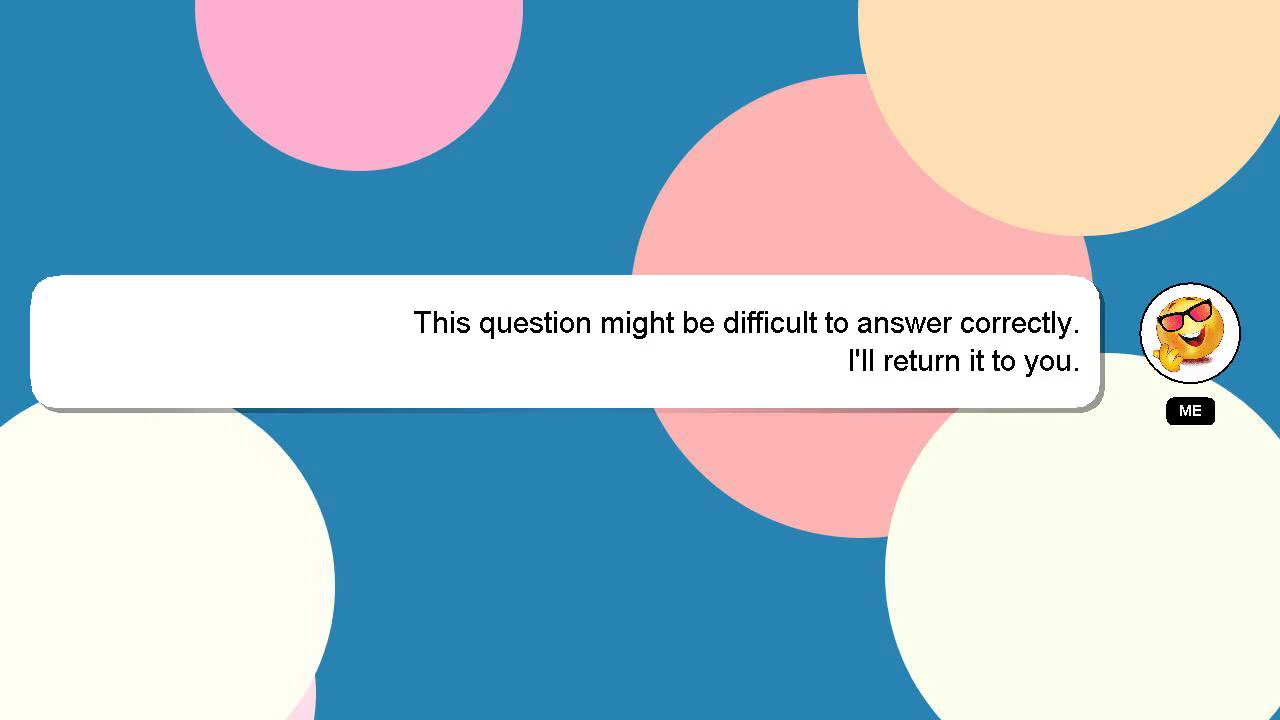 This question might be difficult to answer correctly.
I'll return it to you.
ME